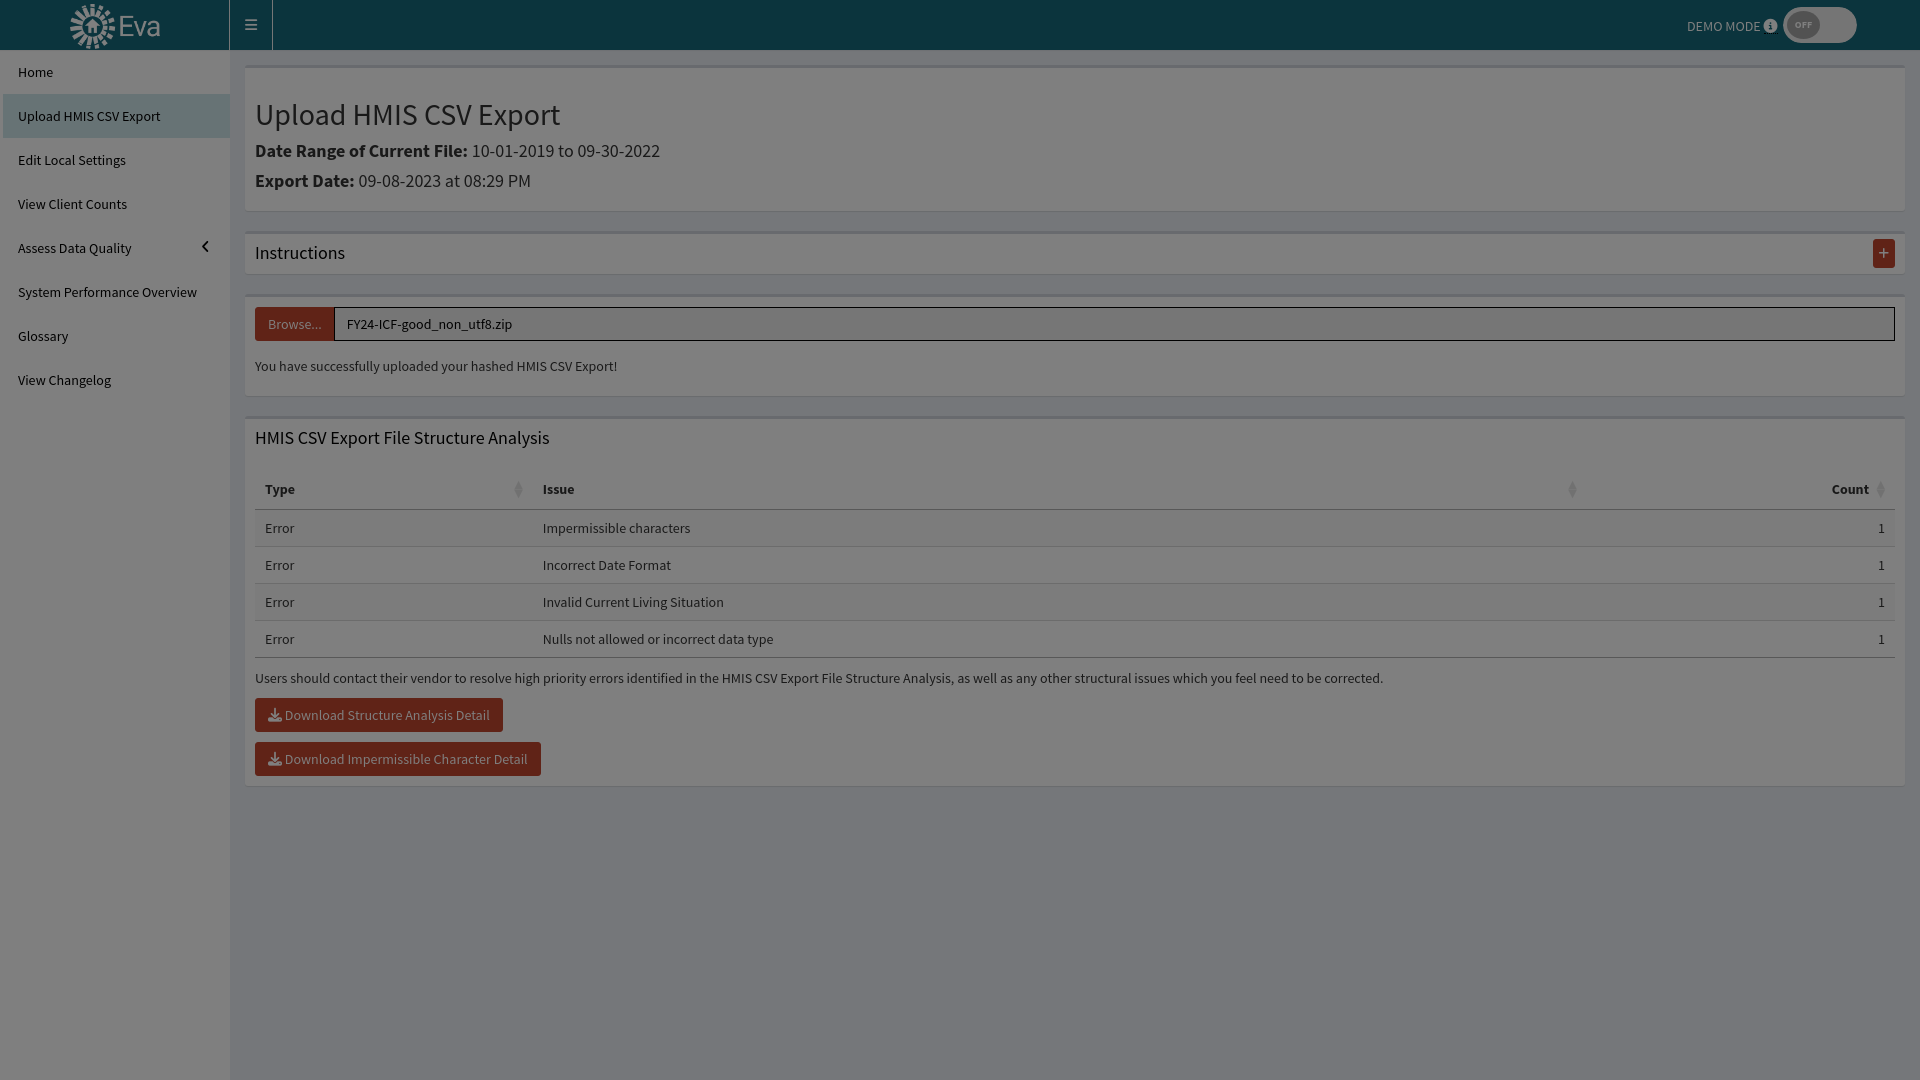 Eva
DEMO MODE
OFF
Home
Upload HMIS CSV Export
Edit Local Settings
View Client Counts
Assess Data Quality
System Performance Overview
Glossary
View Changelog
Upload HMIS CSV Export
Date Range of Current File: 10-01-2019 to 09-30-2022
Export Date: 09-08-2023 at 08:29 PM
Instructions
+
Browse... FY24-ICF-good_non_utf8.zip
You have successfully uploaded your hashed HMIS CSV Export!
HMIS CSV Export File Structure Analysis
Type Issue Count
Error Impermissible characters 1
Error Incorrect Date Format 1
Error Invalid Current Living Situation 1
Error Nulls not allowed or incorrect data type 1
Users should contact their vendor to resolve high priority errors identified in the HMIS CSV Export File Structure Analysis, as well as any other structural issues which you feel need to be corrected.
Download Structure Analysis Detail
Download Impermissible Character Detail